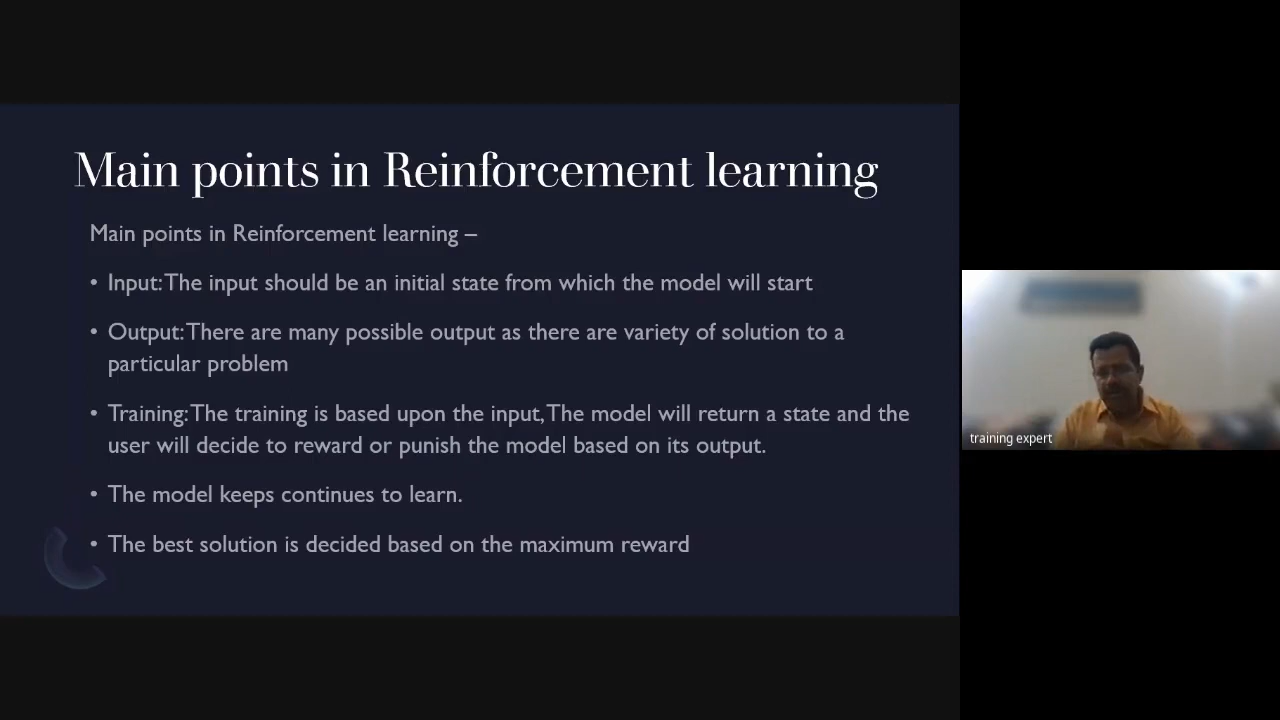 Main points in Reinforcement learning
Main points in Reinforcement learning –
• Input:The input should be an initial state from which the model will start
• Output:There are many possible output as there are variety of solution to a
particular problem
• Training:The training is based upon the input,The model will return a state and the
user will decide to reward or punish the model based on its output.
• The model keeps continues to learn.
• The best solution is decided based on the maximum reward
training expert